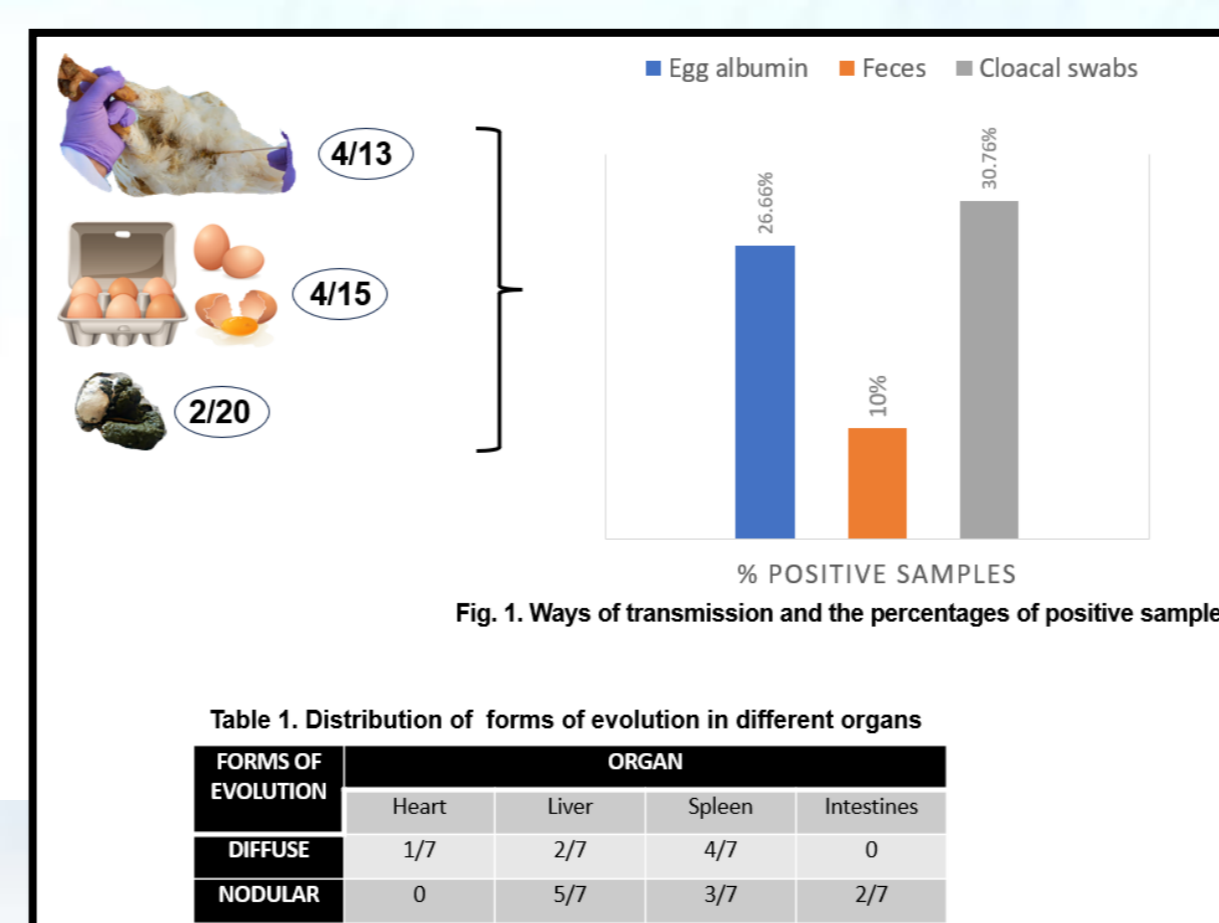 4/13
4/15
2/20
Egg albumin Feces Cloacal swabs
26.66%
10%
30.76%
% POSITIVE SAMPLES
Fig. 1. Ways of transmission and the percentages of positive sample
Table 1. Distribution of forms of evolution in different organs
FORMS OF EVOLUTION ORGAN
Heart Liver Spleen Intestines
DIFFUSE 1/7 2/7 4/7 0
NODULAR 0 5/7 3/7 2/7